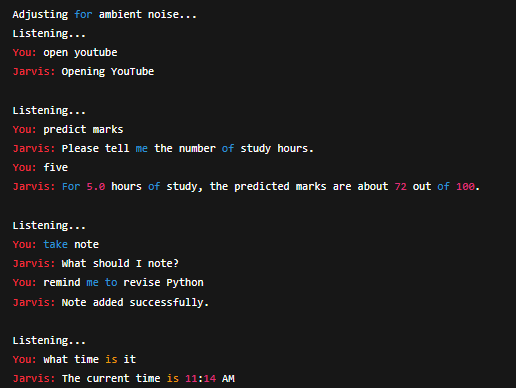 Adjusting for ambient noise...
Listening...
You: open youtube
Jarvis: Opening YouTube
Listening...
You: predict marks
Jarvis: Please tell me the number of study hours.
You: five
Jarvis: For 5.0 hours of study, the predicted marks are about 72 out of 100.
Listening...
You: take note
Jarvis: What should I note?
You: remind me to revise Python
Jarvis: Note added successfully.
Listening...
You: what time is it
Jarvis: The current time is 11:14 AM